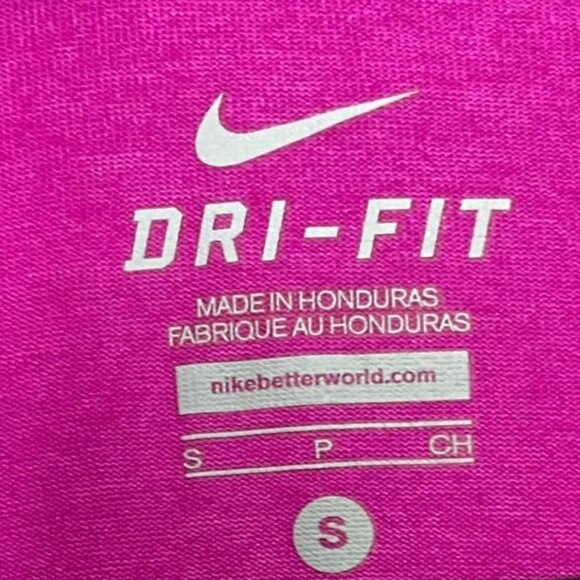 DRI-FIT
MADE IN HONDURAS
FABRIQUE AU HONDURAS
nikebetterworld.com
S P CH
S